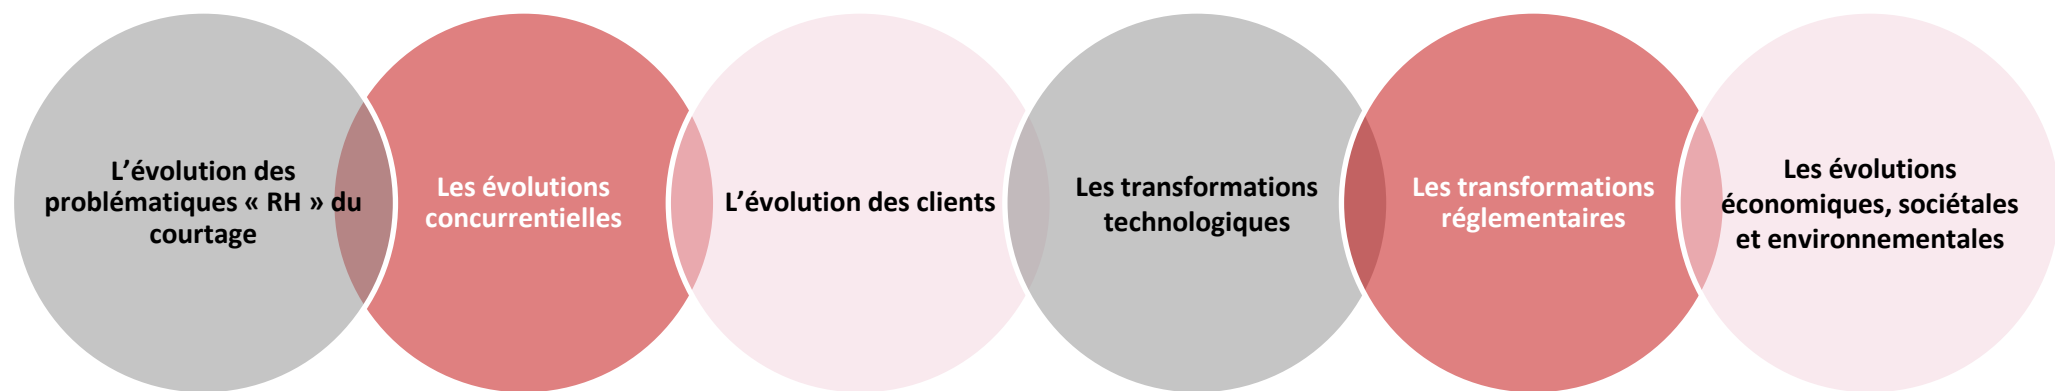 L’évolution des
problématiques « RH » du
courtage
Les évolutions
concurrentielles
L’évolution des clients
Les transformations
technologiques
Les transformations
réglementaires
Les évolutions
économiques, sociétales
et environnementales